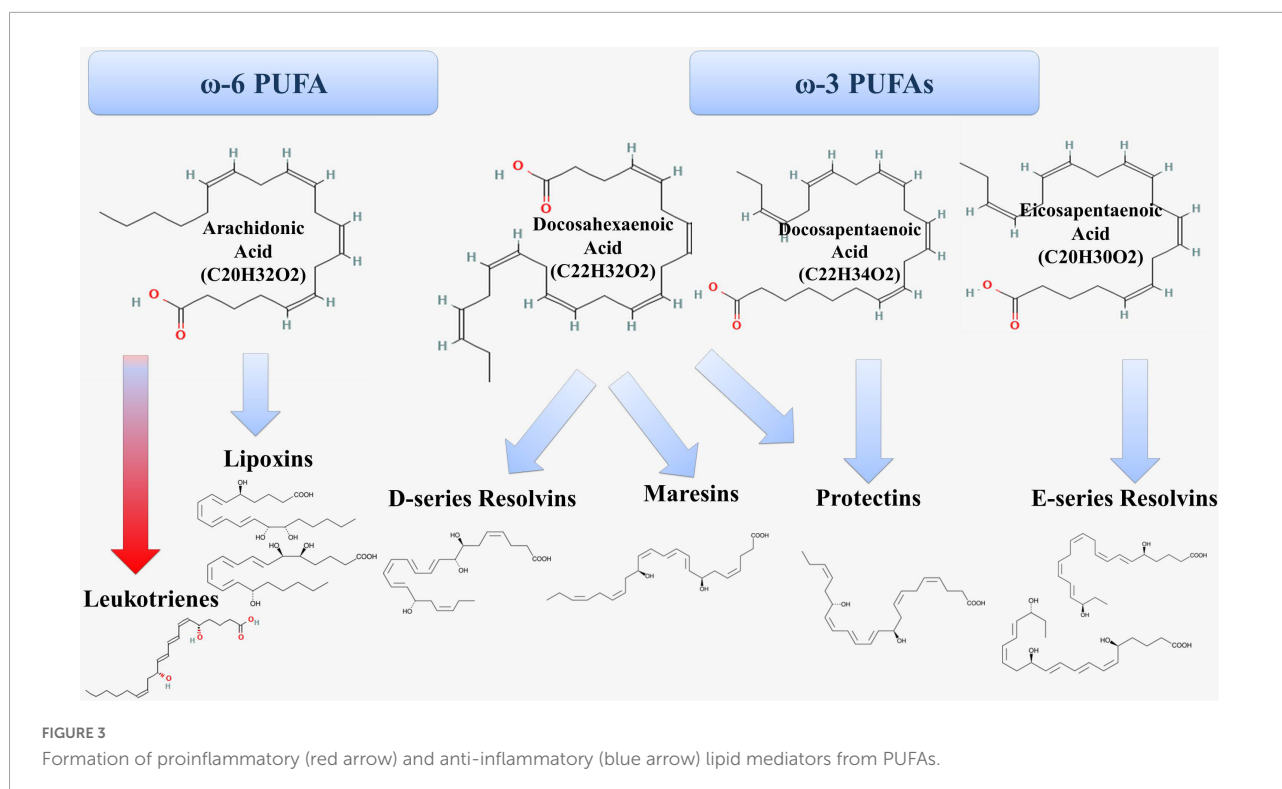 ω-6 PUFA
ω-3 PUFAs
Arachidonic
Acid
(C20H32O2)
Docosahexaenoic
Acid
(C22H32O2)
Docosapentaenoic
Acid
(C22H34O2)
Eicosapentaenoic
Acid
(C20H30O2)
Lipoxins
D-series Resolvins
Maresins
Protectins
E-series Resolvins
Leukotrienes
FIGURE 3
Formation of proinflammatory (red arrow) and anti-inflammatory (blue arrow) lipid mediators from PUFAs.